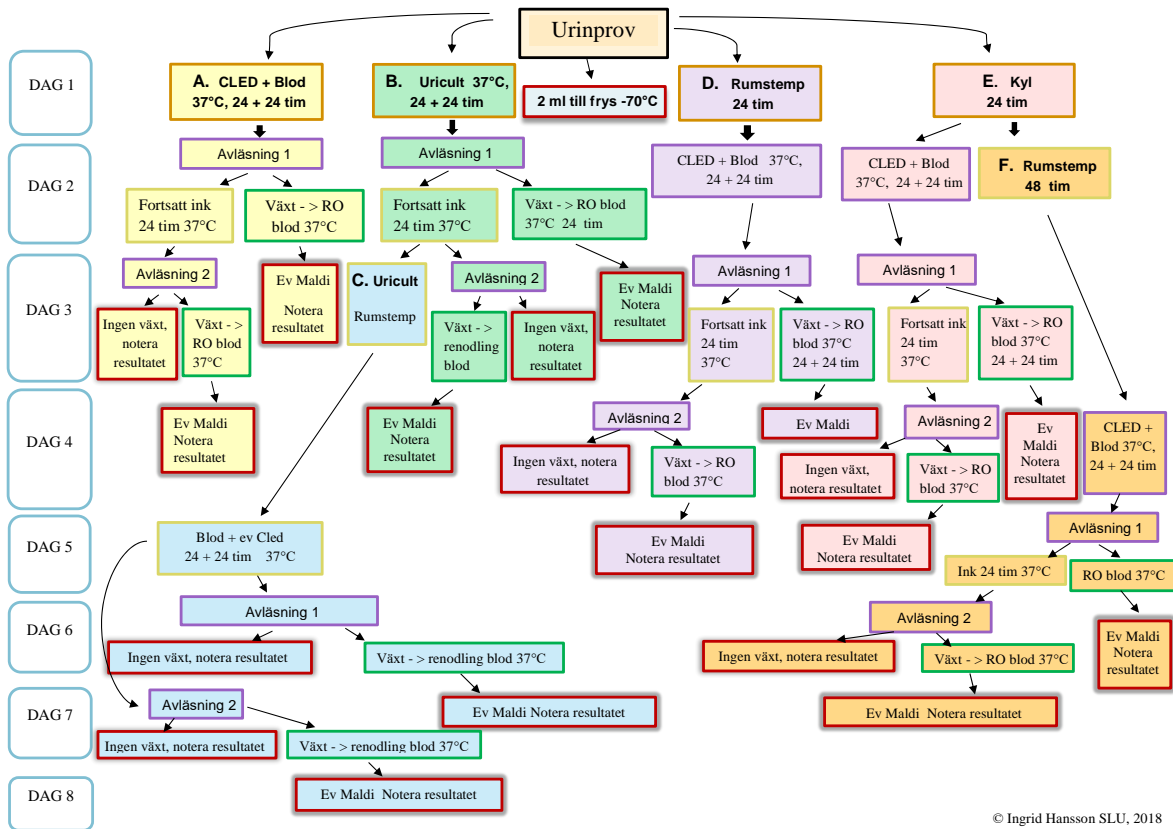 Urinprov
DAG 1
A. CLED + Blod
37°C, 24 + 24 tim
B. Uricult 37°C,
24 + 24 tim
2 ml till frys -70°C
D. Rumstemp
24 tim
E. Kyl
24 tim
DAG 2
Avläsning 1
Avläsning 1
CLED + Blod 37°C,
24 + 24 tim
CLED + Blod
37°C, 24 + 24 tim
F. Rumstemp
48 tim
Fortsatt ink
24 tim 37°C
Växt - > RO
blod 37°C
Fortsatt ink
24 tim 37°C
Växt - > RO blod
37°C 24 tim
DAG 3
Avläsning 2
Ev Maldi
Notera
resultatet
C. Uricult
Rumstemp
Avläsning 2
Ev Maldi
Notera
resultatet
Avläsning 1
Avläsning 1
Ingen växt,
notera
resultatet
Växt - >
RO blod
37°C
Växt - >
renodling
blod
Ingen växt,
notera
resultatet
Fortsatt ink
24 tim
37°C
Växt - > RO
blod 37°C
24 + 24 tim
Fortsatt ink
24 tim
37°C
Växt - > RO
blod 37°C
24 + 24 tim
DAG 4
Ev Maldi
Notera
resultatet
Ev Maldi
Notera
resultatet
Avläsning 2
Ev Maldi
Avläsning 2
Ev
Maldi
Notera
resultatet
CLED +
Blod 37°C,
24 + 24 tim
Ingen växt, notera
resultatet
Växt - > RO
blod 37°C
Ingen växt,
notera resultatet
Växt - > RO
blod 37°C
DAG 5
Blod + ev Cled
24 + 24 tim 37°C
Ev Maldi
Notera resultatet
Ev Maldi
Notera resultatet
Avläsning 1
Ink 24 tim 37°C
RO blod 37°C
DAG 6
Avläsning 1
Avläsning 2
Ev Maldi
Notera
resultatet
Ingen växt, notera resultatet
Växt - > renodling blod 37°C
Ingen växt, notera resultatet
Växt - > RO blod 37°C
DAG 7
Avläsning 2
Ev Maldi Notera resultatet
Ev Maldi Notera resultatet
Ingen växt, notera resultatet
Växt - > renodling blod 37°C
DAG 8
Ev Maldi Notera resultatet
© Ingrid Hansson SLU, 2018